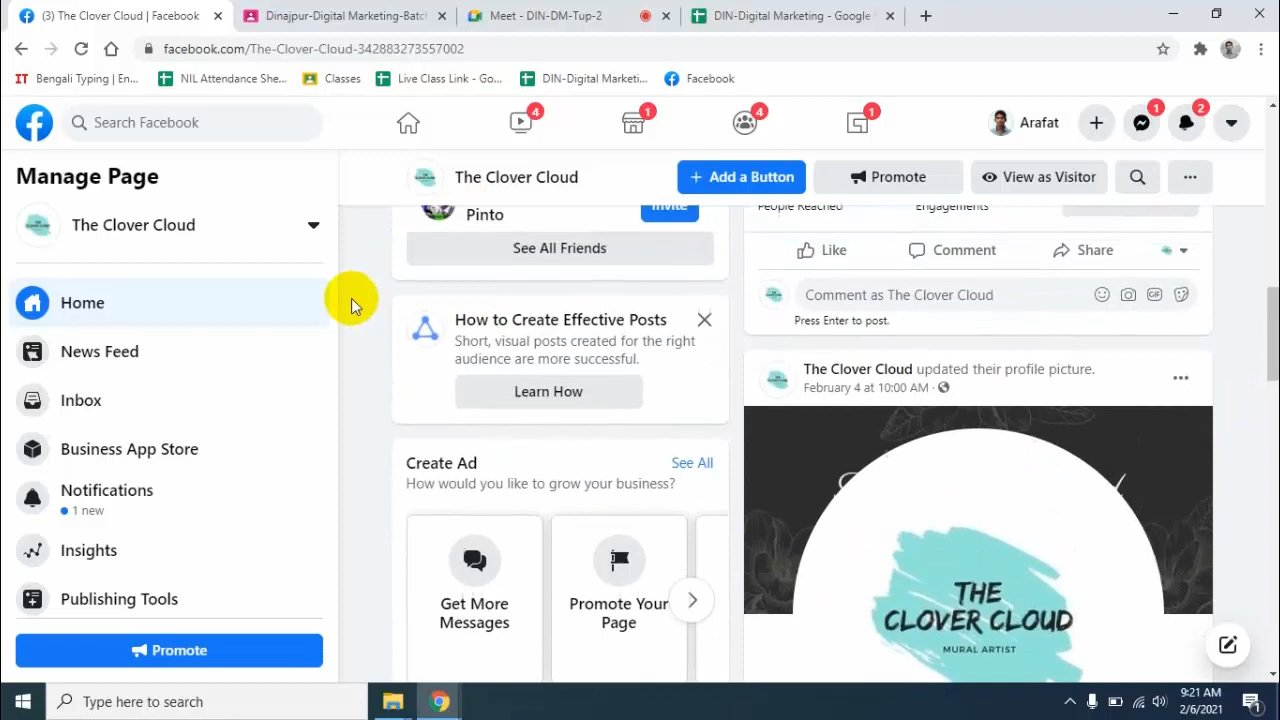 (3) The Clover Cloud | Facebook
Dinajpur-Digital Marketing-Batch
Meet - DIN-DM-Tup-2
DIN-Digital Marketing - Google
facebook.com/The-Clover-Cloud-342883273557002
IT Bengali Typing | En...
NIL Attendance She...
Classes
Live Class Link - Go...
DIN-Digital Marketi...
Facebook
Search Facebook
4
1
4
1
Arafat
1
2
Manage Page
The Clover Cloud
Home
News Feed
Inbox
Business App Store
Notifications
1 new
Insights
Publishing Tools
Promote
The Clover Cloud
+ Add a Button
Promote
View as Visitor
Pinto
Invite
See All Friends
How to Create Effective Posts
Short, visual posts created for the
right audience are more successful.
Learn How
Create Ad
See All
How would you like to grow your business?
Get More
Messages
Promote Your
Page
People Reached
Engagements
Like
Comment
Share
Comment as The Clover Cloud
GIF
Press Enter to post.
The Clover Cloud updated their profile picture.
February 4 at 10:00 AM
THE
CLOVER CLOUD
MURAL ARTIST
Type here to search
9:21 AM
2/6/2021
1